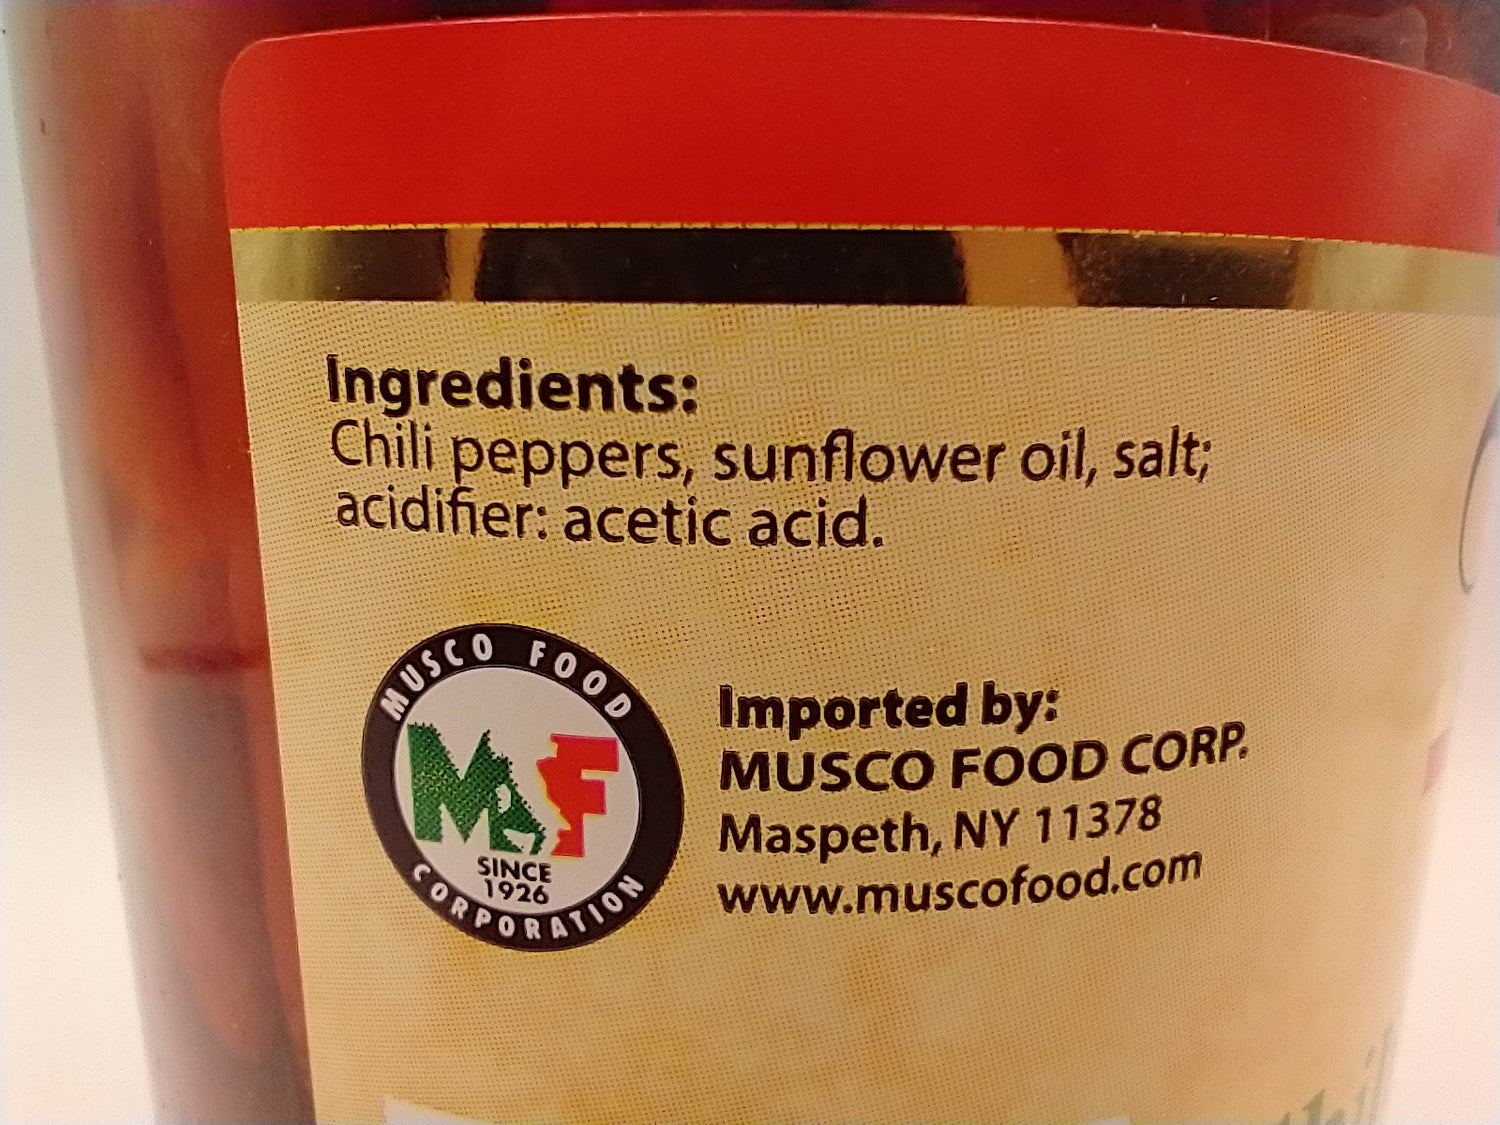 Ingredients:
Chili peppers, sunflower oil, salt;
acidifier: acetic acid.
MUSCO FOOD
MF
SINCE
1926
CORPORATION
Imported by:
MUSCO FOOD CORP.
Maspeth, NY 11378
www.muscofood.com